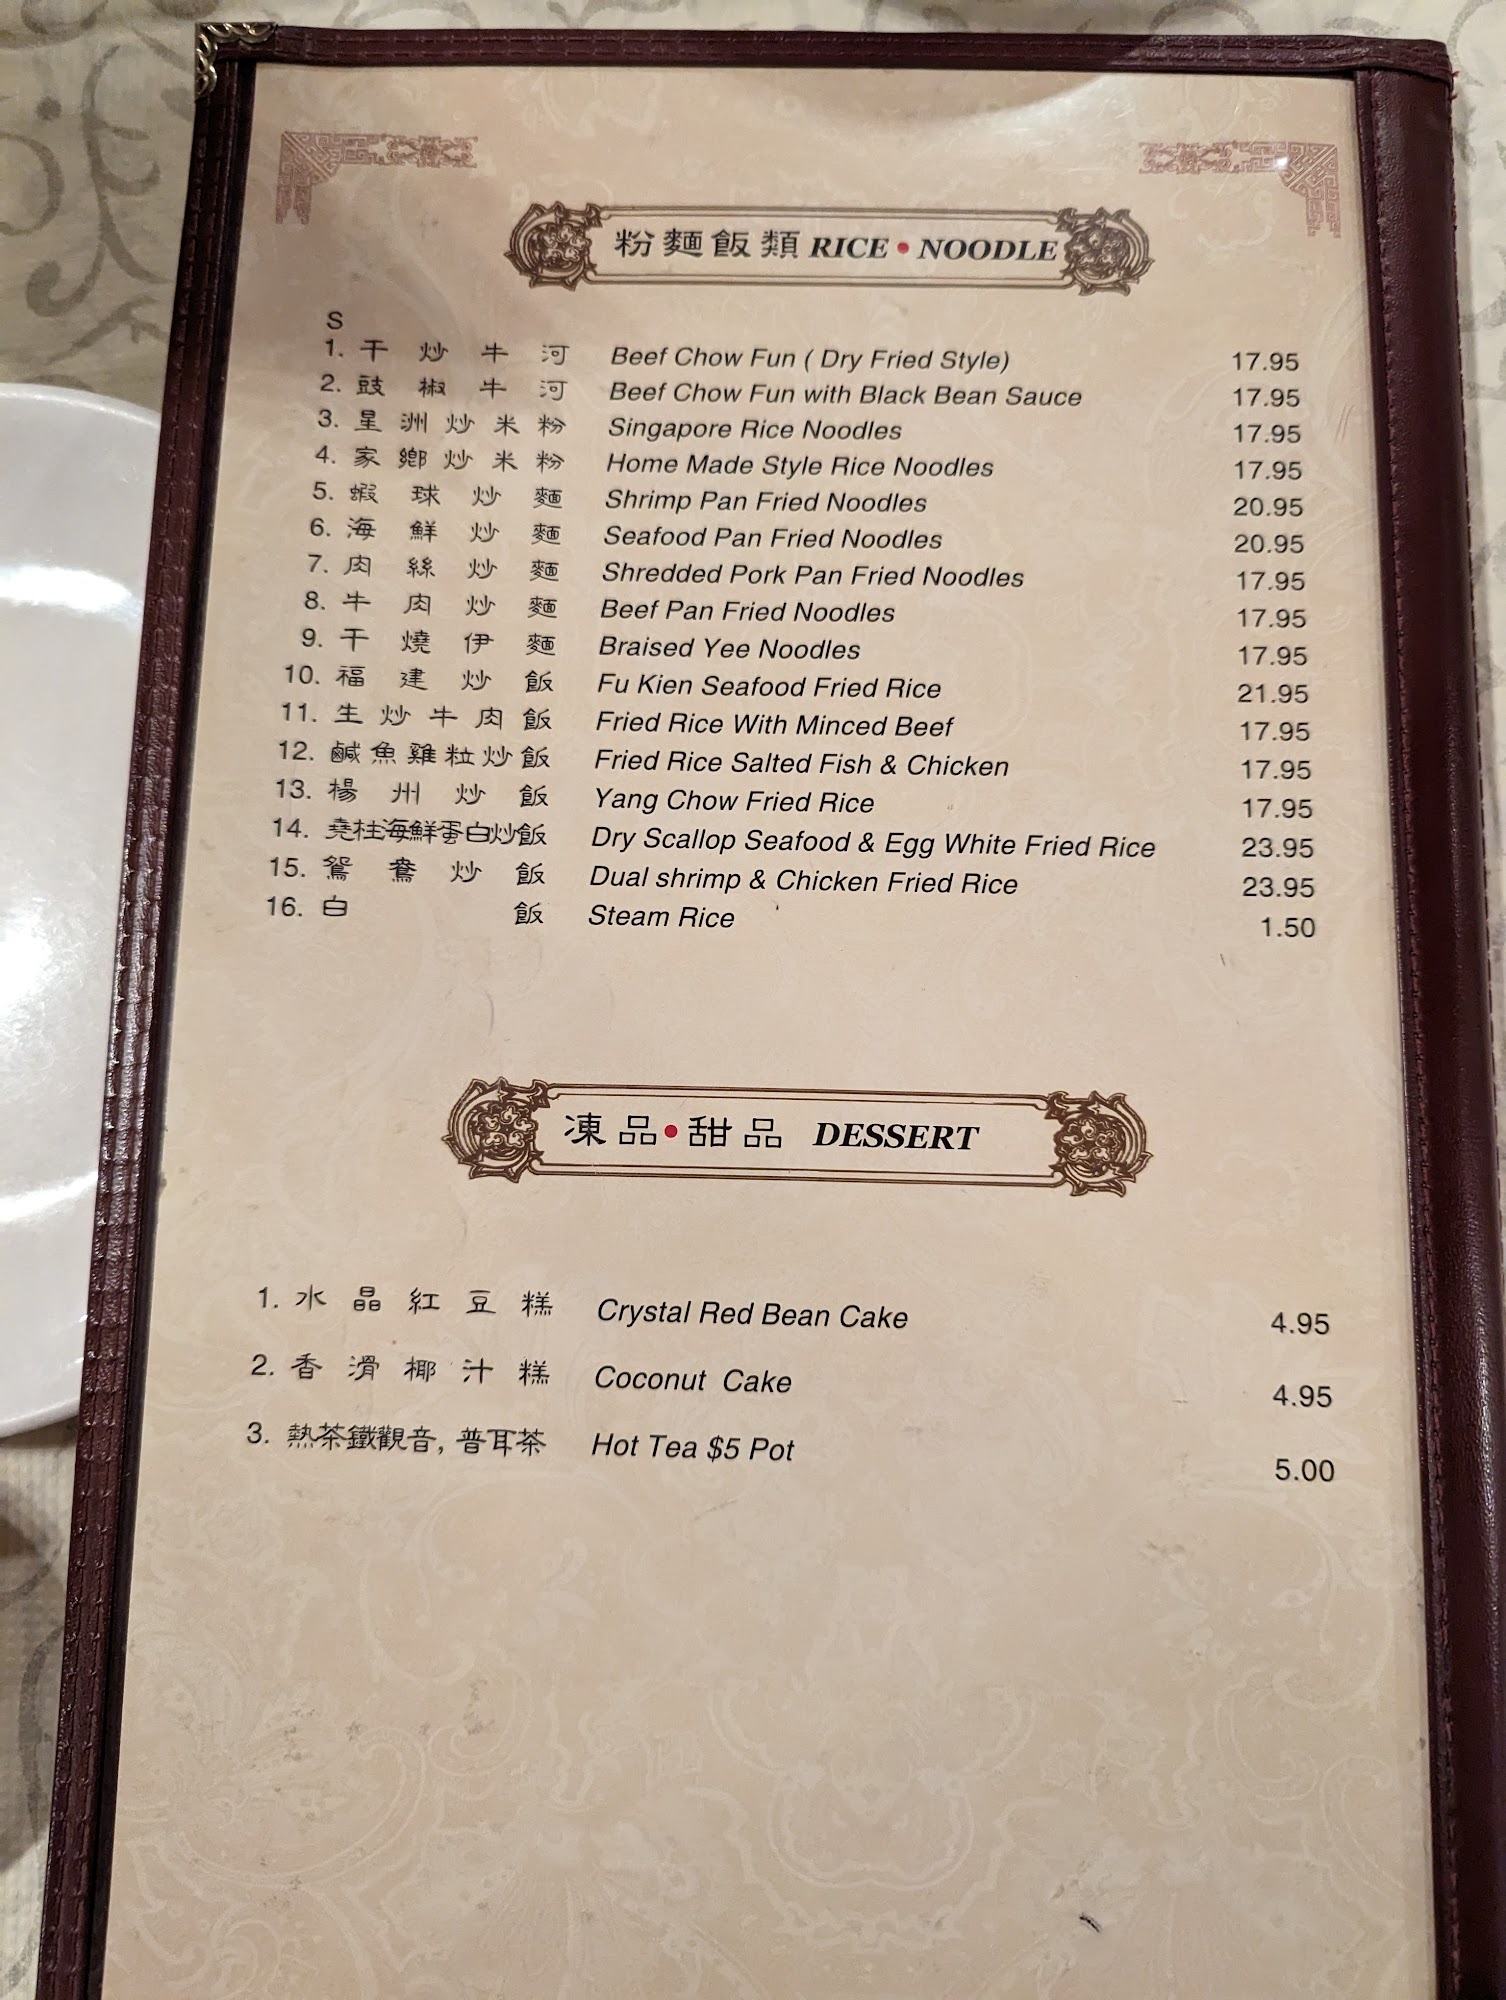 粉麵飯類 RICE • NOODLE
S
1. 干炒牛河 Beef Chow Fun ( Dry Fried Style) 17.95
2. 豉椒牛河 Beef Chow Fun with Black Bean Sauce 17.95
3. 星洲炒米粉 Singapore Rice Noodles 17.95
4. 家鄉炒米粉 Home Made Style Rice Noodles 17.95
5. 蝦球炒麵 Shrimp Pan Fried Noodles 20.95
6. 海鮮炒麵 Seafood Pan Fried Noodles 20.95
7. 肉絲炒麵 Shredded Pork Pan Fried Noodles 17.95
8. 牛肉炒麵 Beef Pan Fried Noodles 17.95
9. 干燒伊麵 Braised Yee Noodles 17.95
10. 福建炒飯 Fu Kien Seafood Fried Rice 21.95
11. 生炒牛肉飯 Fried Rice With Minced Beef 17.95
12. 鹹魚雞粒炒飯 Fried Rice Salted Fish & Chicken 17.95
13. 楊州炒飯 Yang Chow Fried Rice 17.95
14. 堯柱海鮮蛋白炒飯 Dry Scallop Seafood & Egg White Fried Rice 23.95
15. 鴛鴦炒飯 Dual shrimp & Chicken Fried Rice 23.95
16. 白飯 Steam Rice 1.50
凍品•甜品 DESSERT
1. 水晶紅豆糕 Crystal Red Bean Cake 4.95
2. 香滑椰汁糕 Coconut Cake 4.95
3. 熱茶鐵觀音, 普耳茶 Hot Tea $5 Pot 5.00